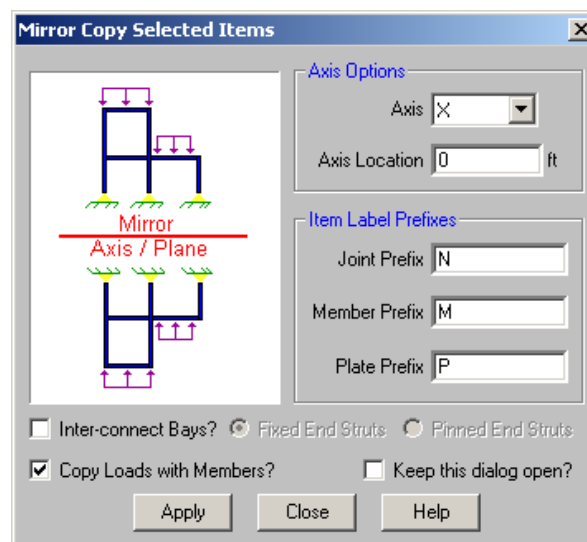 Mirror Copy Selected Items
Mirror
Axis / Plane
Axis Options
Axis X
Axis Location 0 ft
Item Label Prefixes
Joint Prefix N
Member Prefix M
Plate Prefix P
Inter-connect Bays? Fixed End Struts Pinned End Struts
Copy Loads with Members? Keep this dialog open?
Apply Close Help